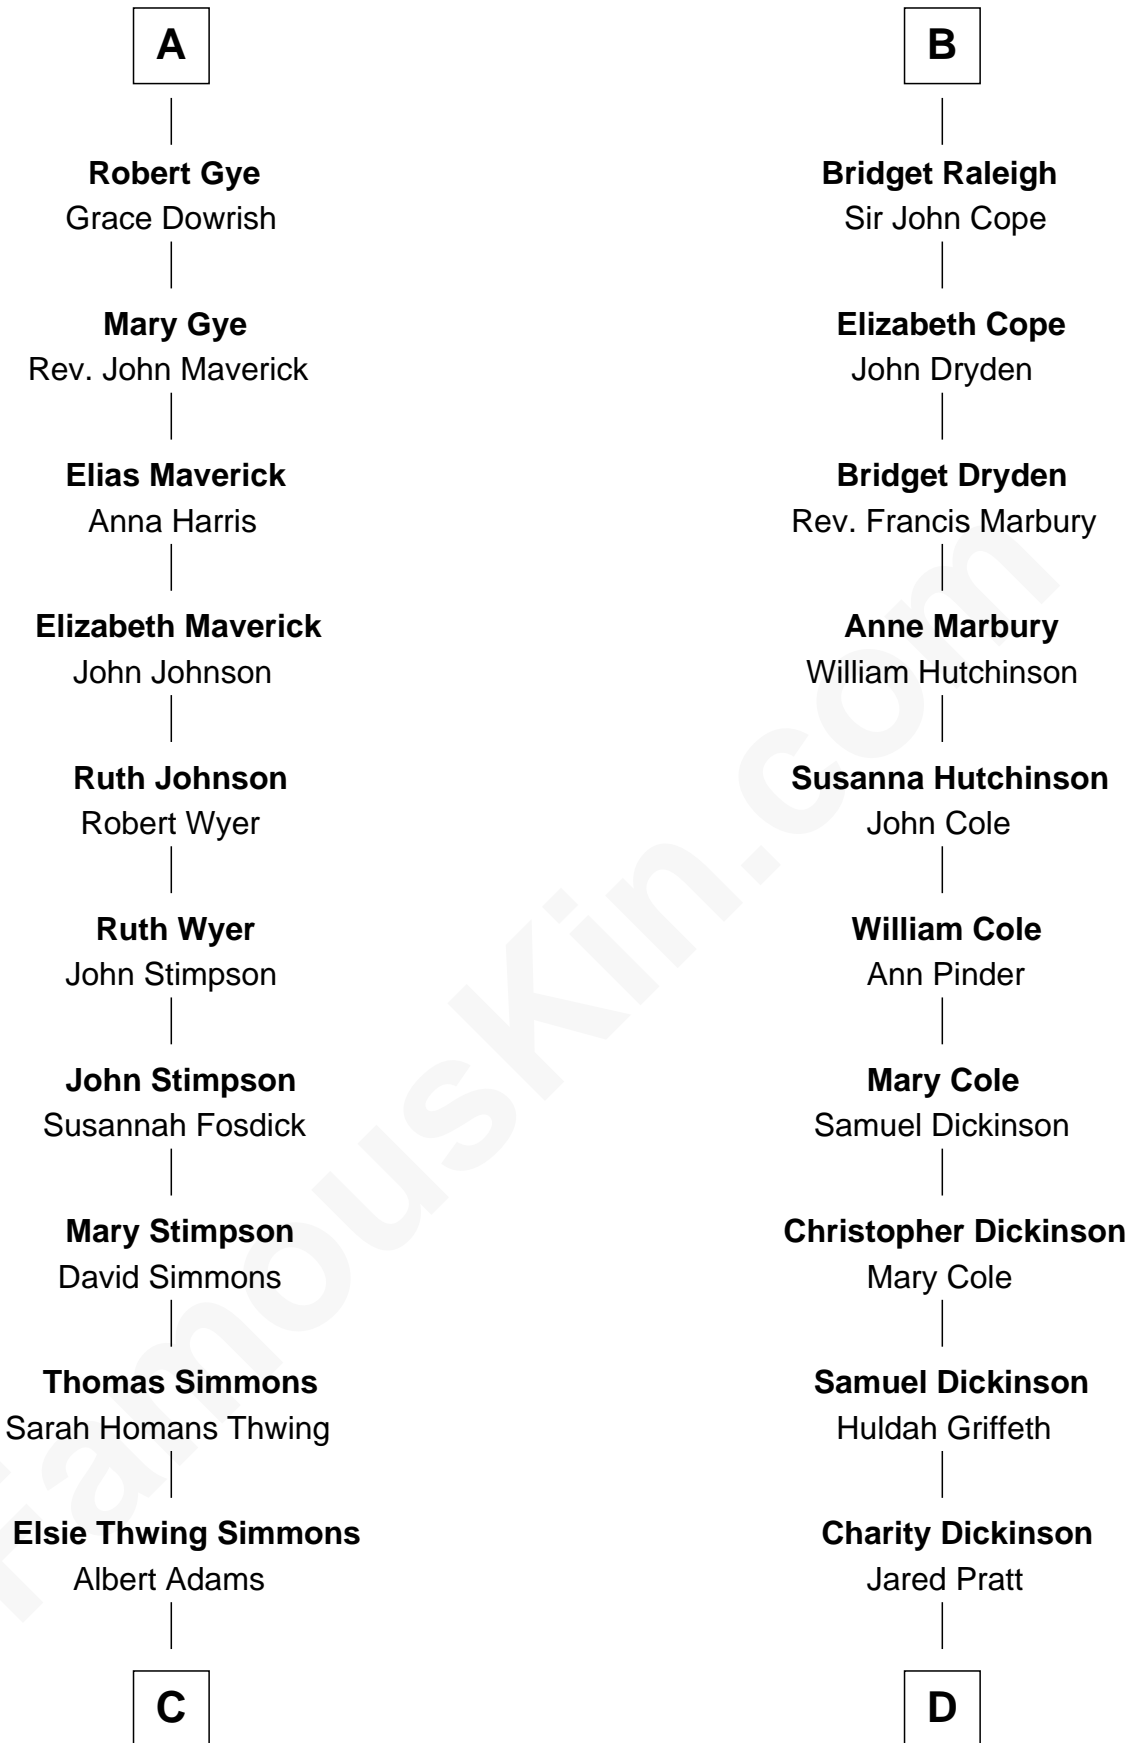 A
Robert Gye
Grace Dowrish
Mary Gye
Rev. John Maverick
Elias Maverick
Anna Harris
Elizabeth Maverick
John Johnson
Ruth Johnson
Robert Wyer
Ruth Wyer
John Stimpson
John Stimpson
Susannah Fosdick
Mary Stimpson
David Simmons
Thomas Simmons
Sarah Homans Thwing
Elsie Thwing Simmons
Albert Adams
C
B
Bridget Raleigh
Sir John Cope
Elizabeth Cope
John Dryden
Bridget Dryden
Rev. Francis Marbury
Anne Marbury
William Hutchinson
Susanna Hutchinson
John Cole
William Cole
Ann Pinder
Mary Cole
Samuel Dickinson
Christopher Dickinson
Mary Cole
Samuel Dickinson
Huldah Griffeth
Charity Dickinson
Jared Pratt
D
FamousKin.com